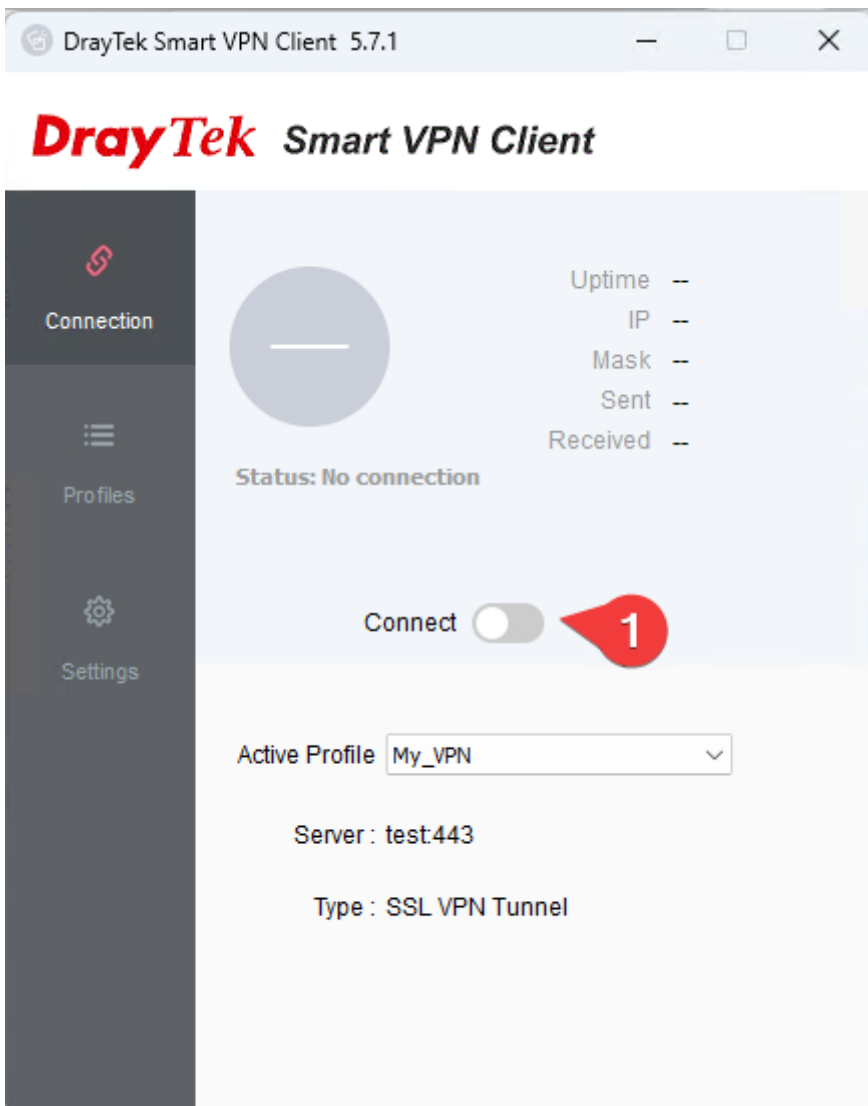 DrayTek Smart VPN Client 5.7.1
DrayTek Smart VPN Client
Connection
Profiles
Settings
Uptime --
IP --
Mask --
Sent --
Received --
Status: No connection
Connect 1
Active Profile My_VPN
Server : test:443
Type : SSL VPN Tunnel